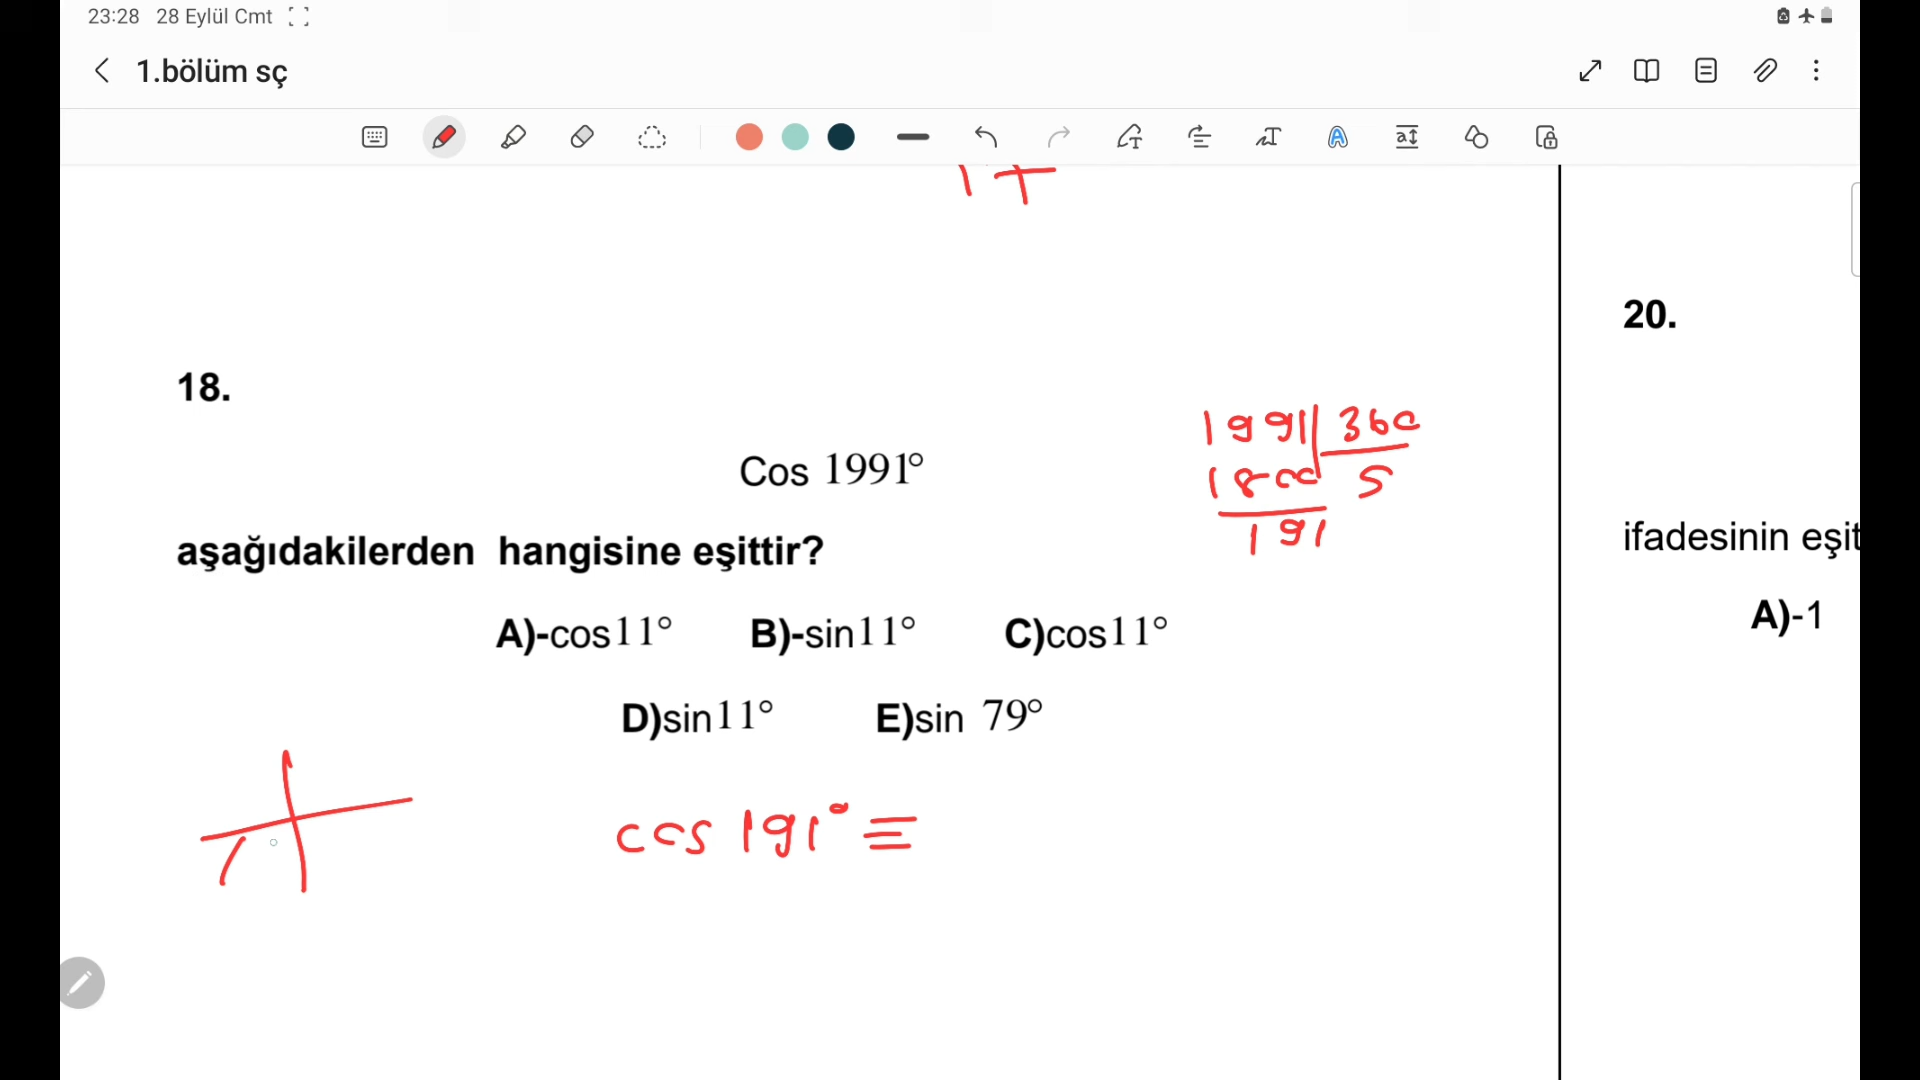 23:28 28 Eylül Cmt
1.bölüm sç
18.
Cos 1991°
aşağıdakilerden hangisine eşittir?
A)-cos11° B)-sin11° C)cos11°
D)sin11° E)sin 79°
1991 360
1800 5
191
cos 191° ≡
20.
ifadesinin eşit
A)-1